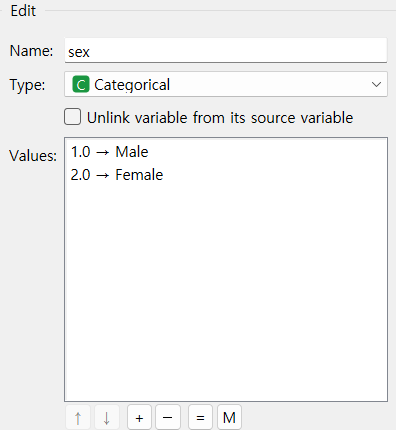 Edit
Name: sex
Type: C Categorical
Unlink variable from its source variable
Values: 1.0 → Male
2.0 → Female
↑ ↓ + − = M